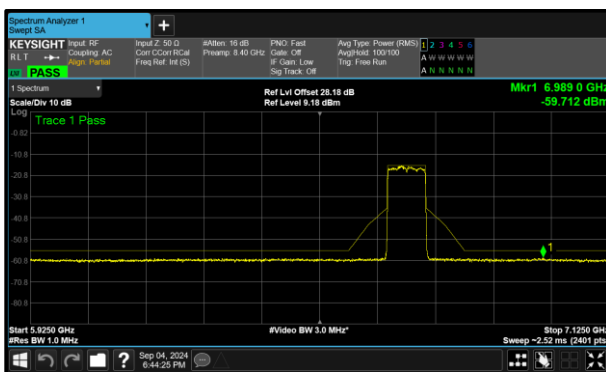 Spectrum Analyzer 1
Swept SA
+
KEYSIGHT Input: RF Input Z: 50 Ω #Atten: 16 dB PNO: Fast Avg Type: Power (RMS) 1 2 3 4 5 6
R L T Coupling: AC Corr CCorr RCal Preamp: 8.40 GHz Gate: Off Avg|Hold: 100/100 A W W W W W
Align: Partial Freq Ref: Int (S) IF Gain: Low Trig: Free Run
LW PASS Sig Track: Off A N N N N N
1 Spectrum Ref Lvl Offset 28.18 dB Mkr1 6.989 0 GHz
Scale/Div 10 dB Ref Level 9.18 dBm -59.712 dBm
Log
Trace 1 Pass
-0.82
-10.8
-20.8
-30.8
-40.8
-50.8
1
-60.8
-70.8
-80.8
Start 5.9250 GHz #Video BW 3.0 MHz* Stop 7.1250 GHz
#Res BW 1.0 MHz Sweep ~2.52 ms (2401 pts)
? Sep 04, 2024
6:44:25 PM